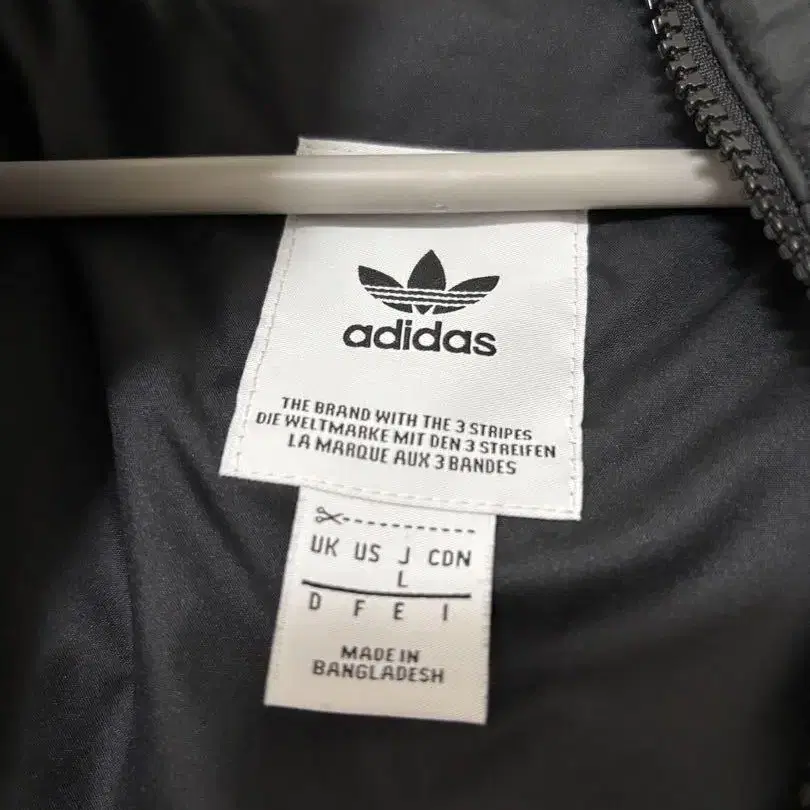 adidas
THE BRAND WITH THE 3 STRIPES
DIE WELTMARKE MIT DEN 3 STREIFEN
LA MARQUE AUX 3 BANDES
UK US J CDN
L
D F E I
MADE IN
BANGLADESH